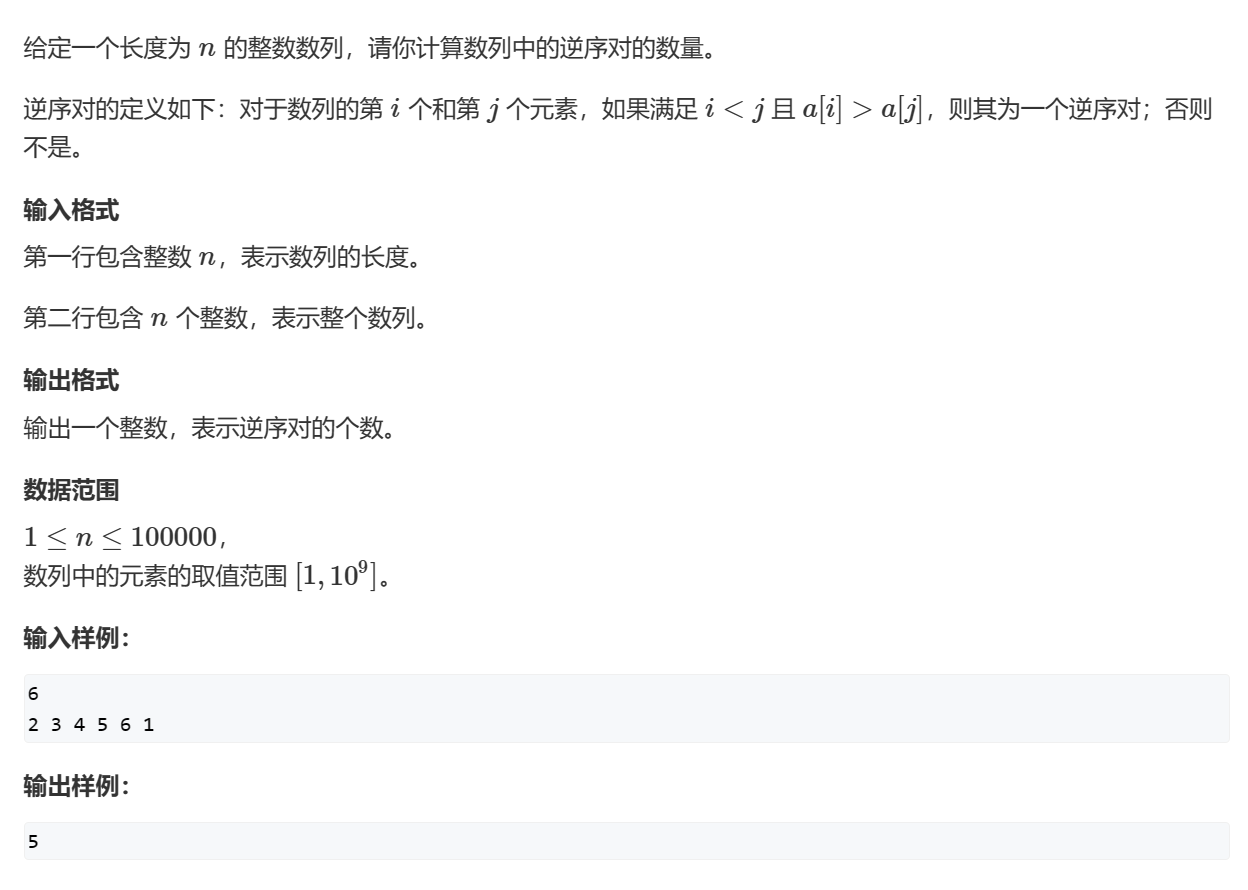 给定一个长度为 n 的整数数列，请你计算数列中的逆序对的数量。
逆序对的定义如下：对于数列的第 i 个和第 j 个元素，如果满足 i < j 且 a[i] > a[j]，则其为一个逆序对；否则
不是。
输入格式
第一行包含整数 n，表示数列的长度。
第二行包含 n 个整数，表示整个数列。
输出格式
输出一个整数，表示逆序对的个数。
数据范围
1 ≤ n ≤ 100000，
数列中的元素的取值范围 [1, 10⁹]。
输入样例：
6
2 3 4 5 6 1
输出样例：
5